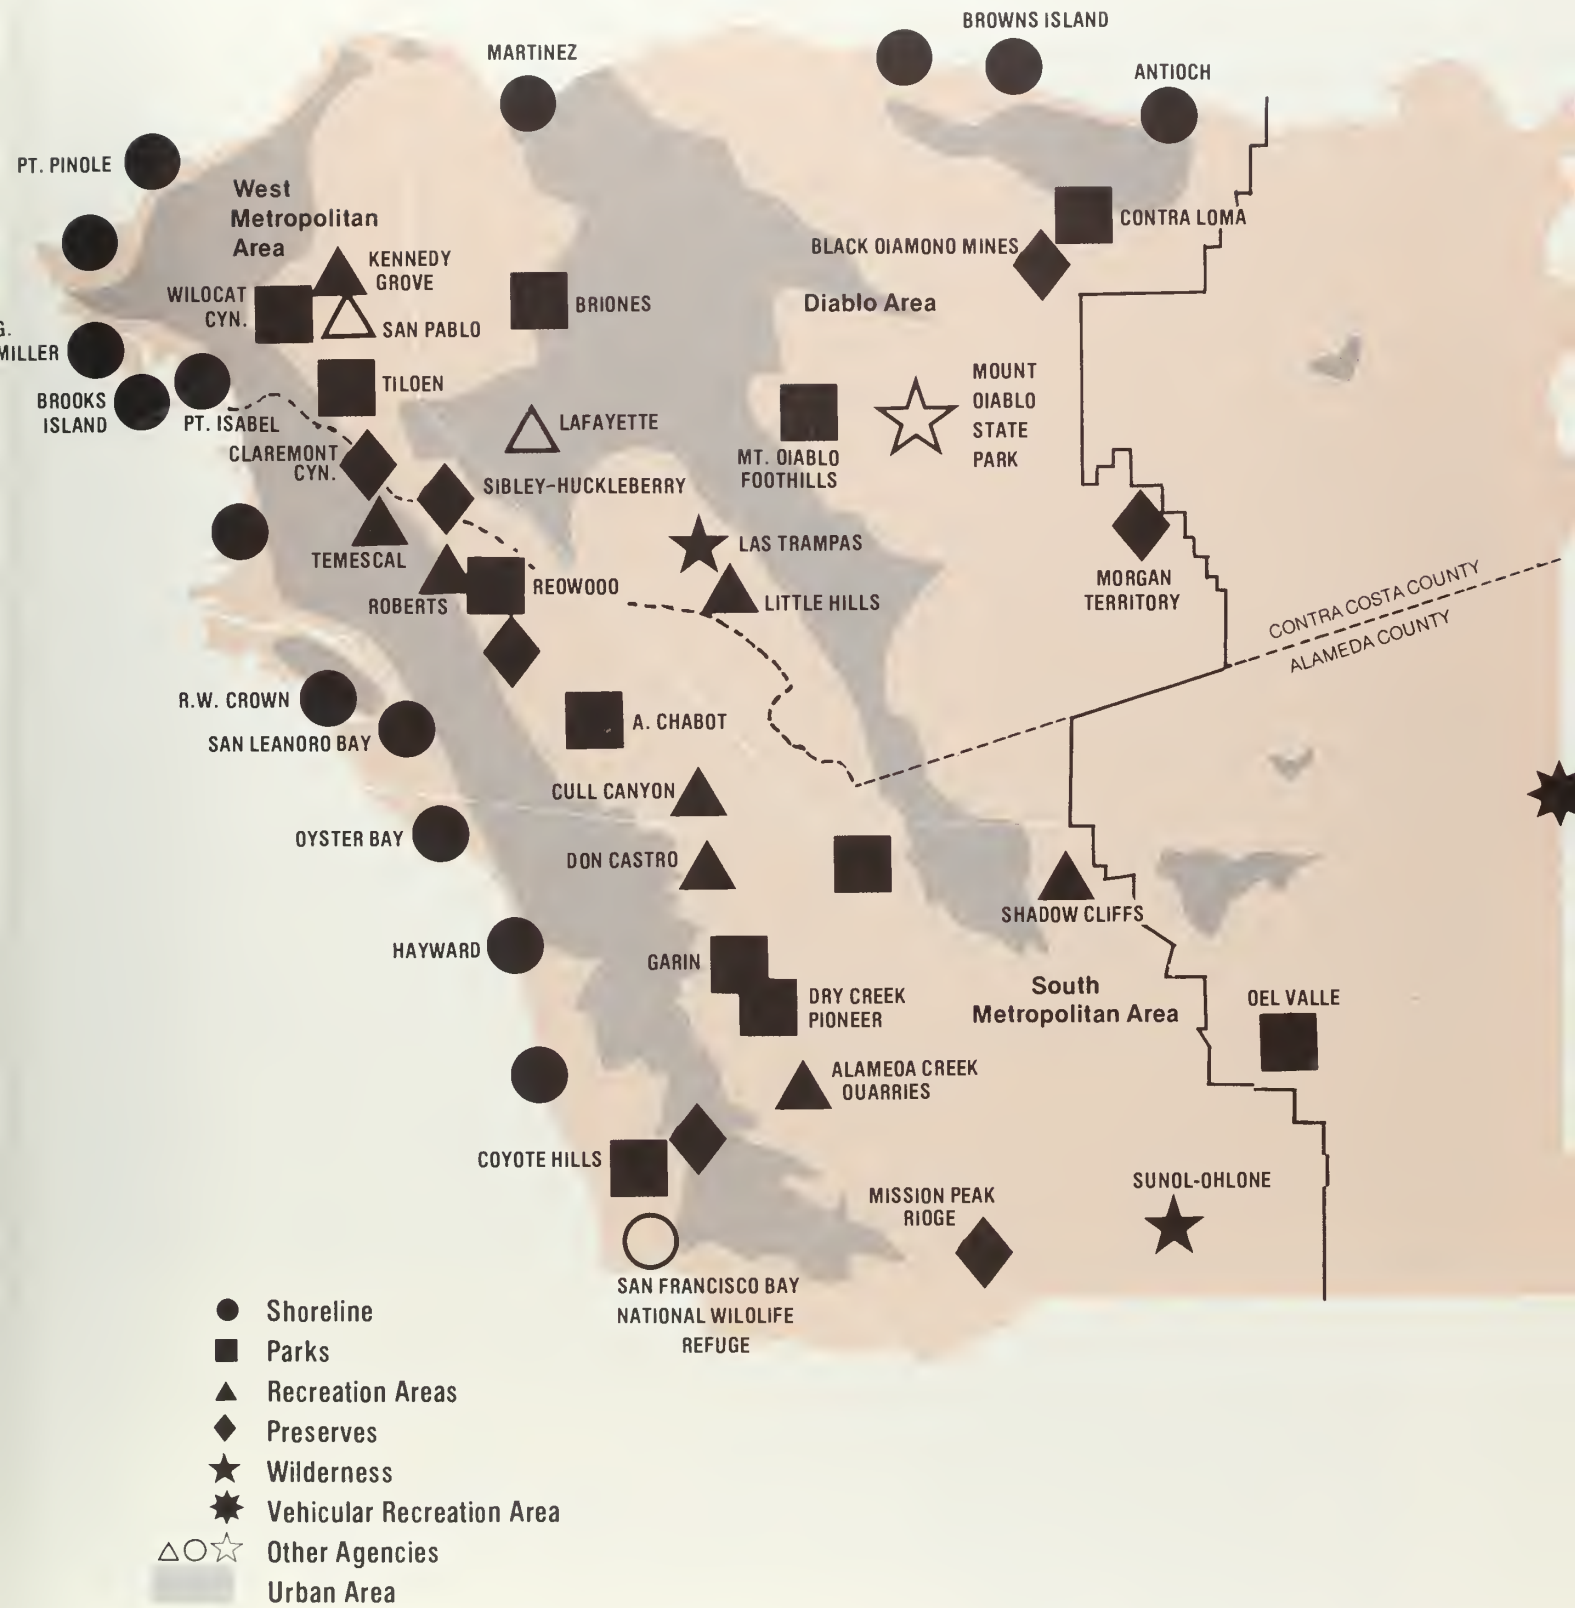 BROWNS ISLAND
MARTINEZ
ANTIOCH
PT. PINOLE
West
Metropolitan
Area
CONTRA LOMA
BLACK OIAMONO MINES
KENNEDY
GROVE
WILOCAT
CYN.
BRIONES
Diablo Area
SAN PABLO
G.
MILLER
TILOEN
MOUNT
OIABLO
STATE
PARK
BROOKS
ISLAND
PT. ISABEL
LAFAYETTE
CLAREMONT
CYN.
MT. OIABLO
FOOTHILLS
SIBLEY-HUCKLEBERRY
LAS TRAMPAS
TEMESCAL
REOWOOO
ROBERTS
LITTLE HILLS
MORGAN
TERRITORY
CONTRA COSTA COUNTY
ALAMEDA COUNTY
R.W. CROWN
A. CHABOT
SAN LEANORO BAY
CULL CANYON
OYSTER BAY
DON CASTRO
SHADOW CLIFFS
HAYWARD
GARIN
South
Metropolitan Area
DRY CREEK
PIONEER
OEL VALLE
ALAMEOA CREEK
OUARRIES
COYOTE HILLS
MISSION PEAK
RIOGE
SUNOL-OHLONE
SAN FRANCISCO BAY
NATIONAL WILOLIFE
REFUGE
Shoreline
Parks
Recreation Areas
Preserves
Wilderness
Vehicular Recreation Area
Other Agencies
Urban Area